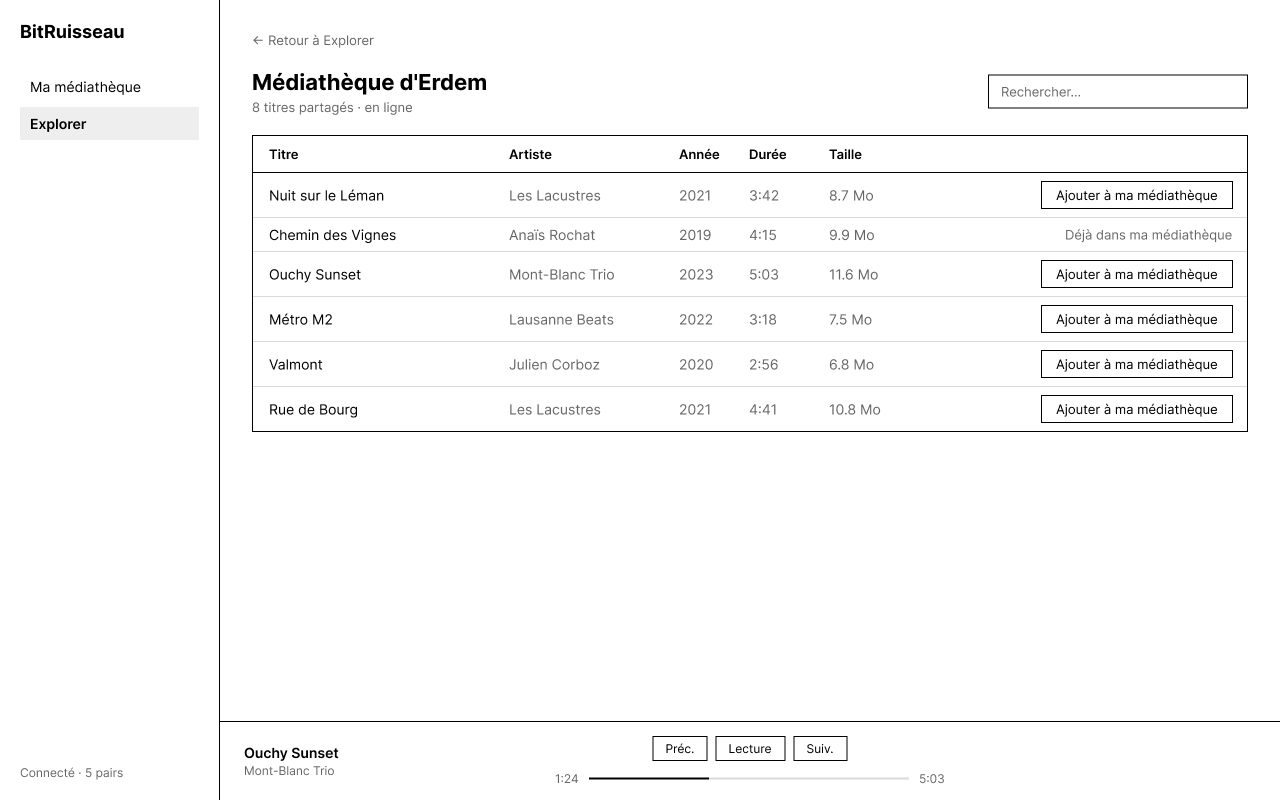 BitRuisseau
Ma médiathèque
Explorer
Connecté · 5 pairs
← Retour à Explorer
Médiathèque d'Erdem
8 titres partagés · en ligne
Rechercher...
Titre Artiste Année Durée Taille
Nuit sur le Léman Les Lacustres 2021 3:42 8.7 Mo Ajouter à ma médiathèque
Chemin des Vignes Anaïs Rochat 2019 4:15 9.9 Mo Déjà dans ma médiathèque
Ouchy Sunset Mont-Blanc Trio 2023 5:03 11.6 Mo Ajouter à ma médiathèque
Métro M2 Lausanne Beats 2022 3:18 7.5 Mo Ajouter à ma médiathèque
Valmont Julien Corboz 2020 2:56 6.8 Mo Ajouter à ma médiathèque
Rue de Bourg Les Lacustres 2021 4:41 10.8 Mo Ajouter à ma médiathèque
Ouchy Sunset
Mont-Blanc Trio
Préc. Lecture Suiv.
1:24 5:03